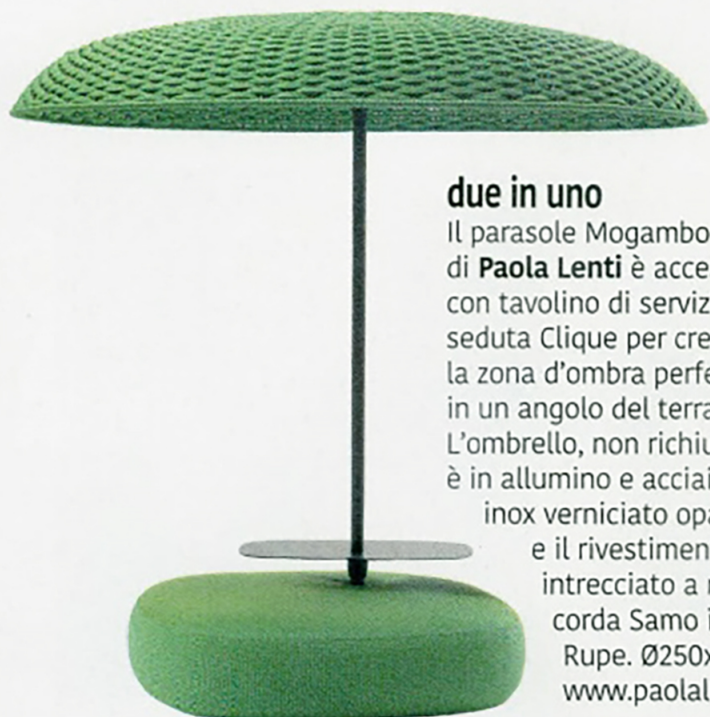 due in uno
Il parasole Mogambo
di Paola Lenti è acce
con tavolino di serviz
seduta Clique per cre
la zona d'ombra perfe
in un angolo del terra
L'ombrello, non richiu
è in allumino e acciai
inox verniciato opa
e il rivestimen
intrecciato a
corda Samo i
Rupe. Ø250x
www.paolal